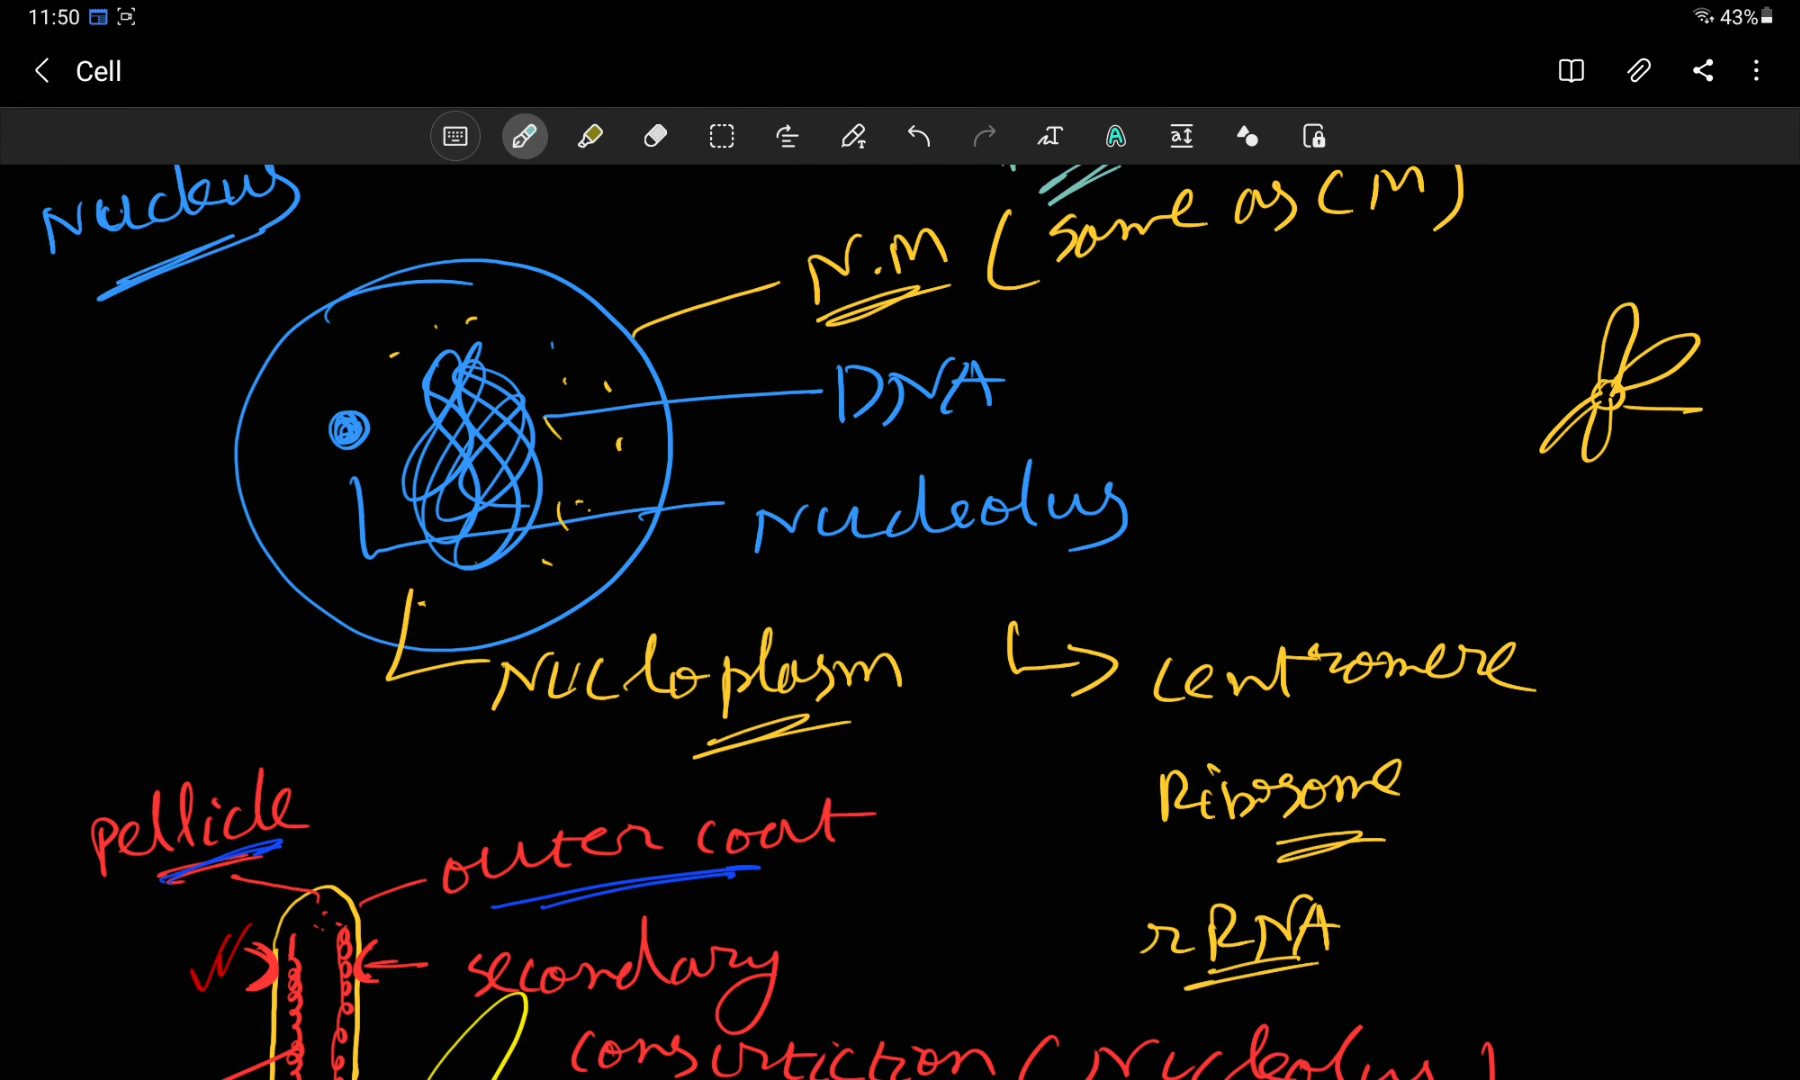 11:50
43%
Cell
Nucleus
N.M (same as CM)
DNA
Nucleolus
Nucloplasm
centromere
Ribosome
rRNA
pellicle
outer coat
secondary
consurtiction (Nucleolus)